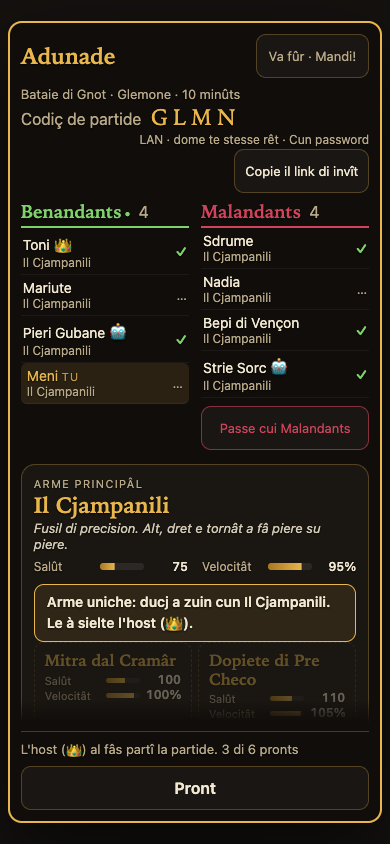 Adunade
Va fûr · Mandi!
Bataie di Gnot · Glemone · 10 minûts
Codiç de partide GLMN
LAN · dome te stesse rêt · Cun password
Copie il link di invît
Benandants • 4
Toni 👑
Il Cjampanili
Mariute
Il Cjampanili
...
Pieri Gubane 🤖
Il Cjampanili
Meni TU
Il Cjampanili
...
Malandants 4
Sdrume
Il Cjampanili
Nadia
Il Cjampanili
...
Bepi di Vençon
Il Cjampanili
Strie Sorc 🤖
Il Cjampanili
Passe cui Malandants
ARME PRINCIPÂL
Il Cjampanili
Fusil di precision. Alt, dret e tornât a fâ piere su
piere.
Salût 75 Velocitât 95%
Arme uniche: ducj a zuin cun Il Cjampanili.
Le à sielte l'host (👑).
Mitra dal Cramâr
Salût 100
Velocitât 100%
Dopiete di Pre
Checo
Salût 110
Velocitât 105%
L'host (👑) al fâs partî la partide. 3 di 6 pronts
Pront